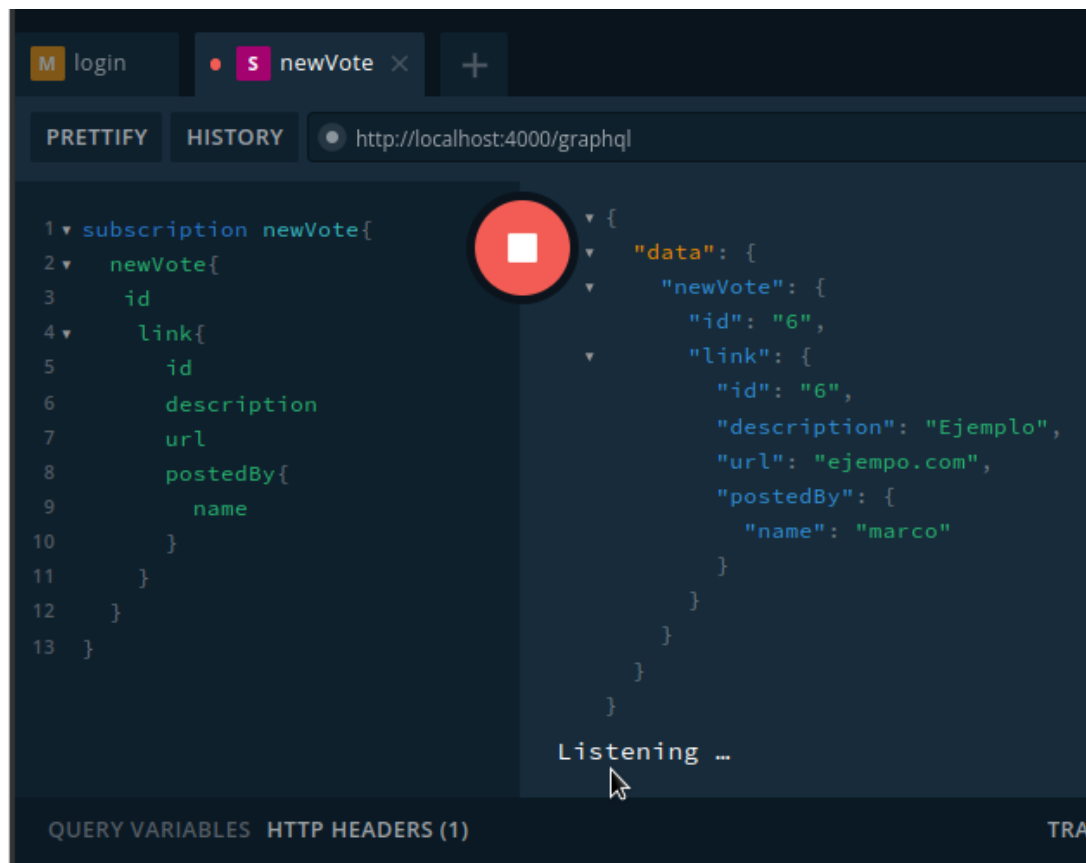 M login
S newVote ×
+
PRETTIFY
HISTORY
http://localhost:4000/graphql
1 subscription newVote{
2 newVote{
3 id
4 link{
5 id
6 description
7 url
8 postedBy{
9 name
10 }
11 }
12 }
13 }
{
"data": {
"newVote": {
"id": "6",
"link": {
"id": "6",
"description": "Ejemplo",
"url": "ejempo.com",
"postedBy": {
"name": "marco"
}
}
}
}
}
Listening …
QUERY VARIABLES HTTP HEADERS (1)
TRA